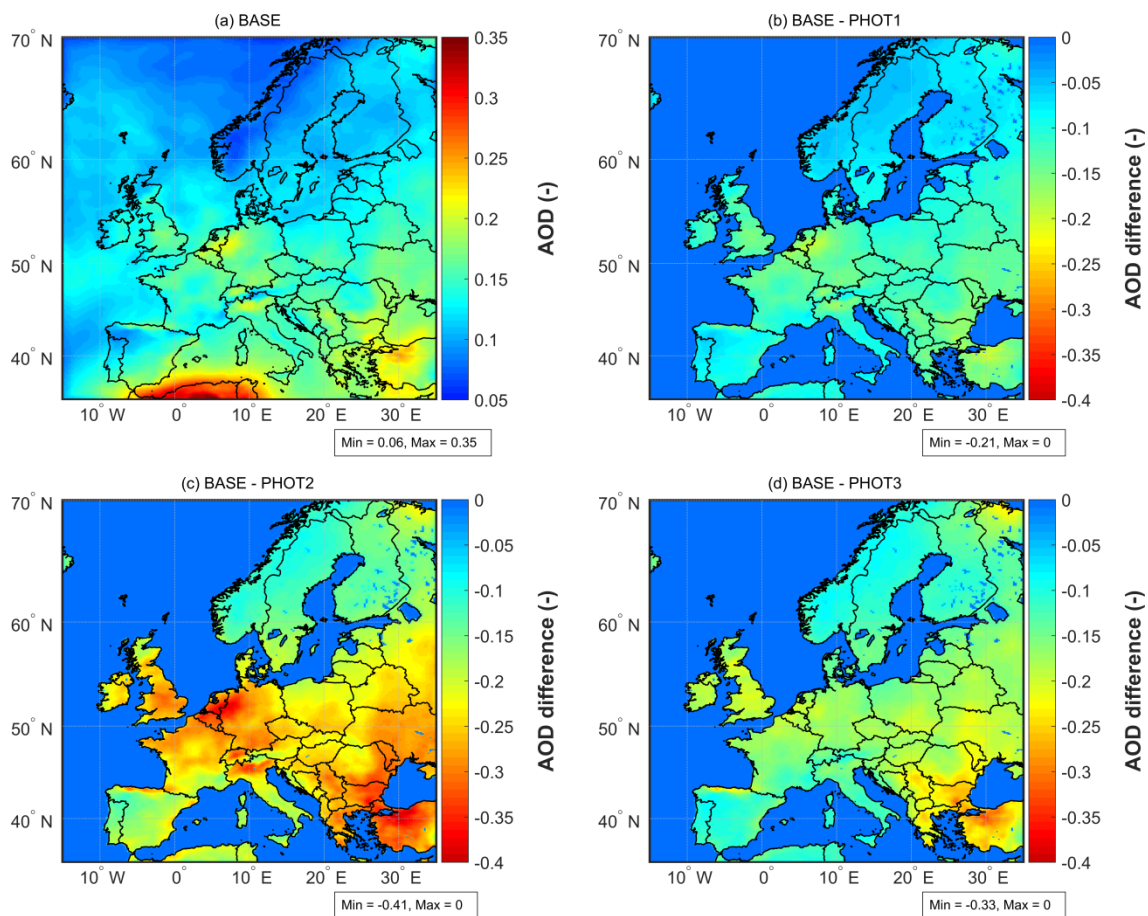 (a) BASE
(b) BASE - PHOT1
70° N
60° N
50° N
40° N
10° W
0°
10° E
20° E
30° E
0.35
0.3
0.25
0.2
0.15
0.1
0.05
AOD (-)
Min = 0.06, Max = 0.35
70° N
60° N
50° N
40° N
10° W
0°
10° E
20° E
30° E
0
-0.05
-0.1
-0.15
-0.2
-0.25
-0.3
-0.35
-0.4
AOD difference (-)
Min = -0.21, Max = 0
(c) BASE - PHOT2
(d) BASE - PHOT3
70° N
60° N
50° N
40° N
10° W
0°
10° E
20° E
30° E
0
-0.05
-0.1
-0.15
-0.2
-0.25
-0.3
-0.35
-0.4
AOD difference (-)
Min = -0.41, Max = 0
70° N
60° N
50° N
40° N
10° W
0°
10° E
20° E
30° E
0
-0.05
-0.1
-0.15
-0.2
-0.25
-0.3
-0.35
-0.4
AOD difference (-)
Min = -0.33, Max = 0